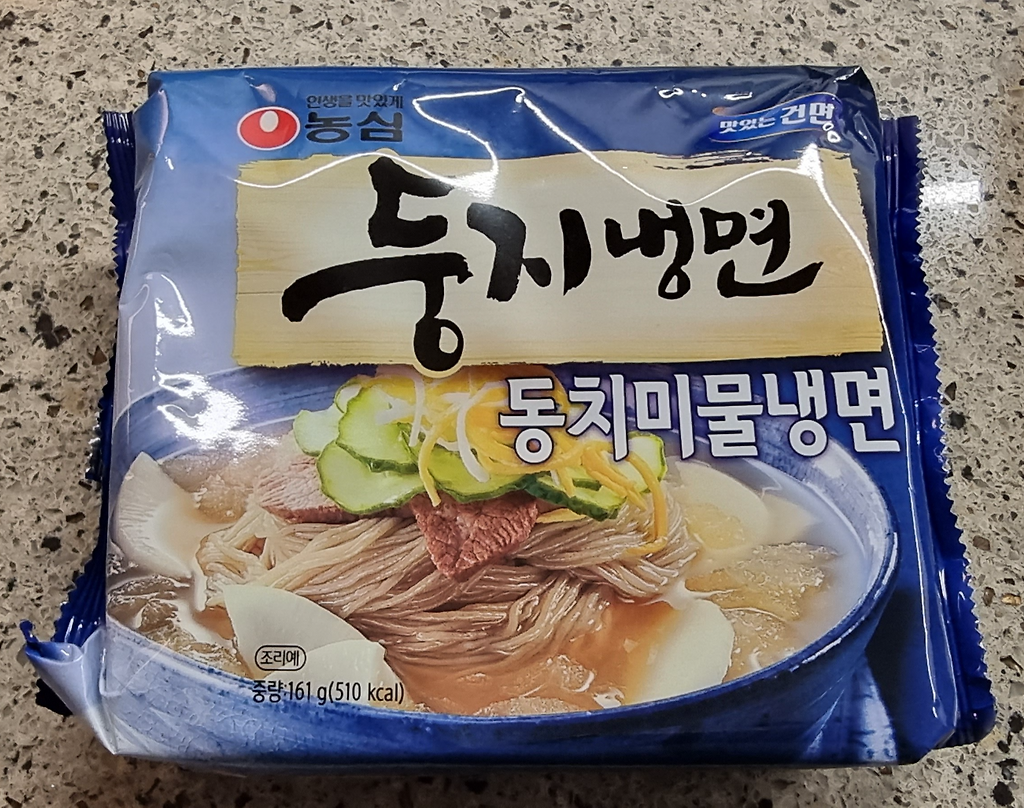 인생을 맛있게
농심
맛있는 건면
둥지냉면
동치미물냉면
조리예
중량:161 g(510 kcal)